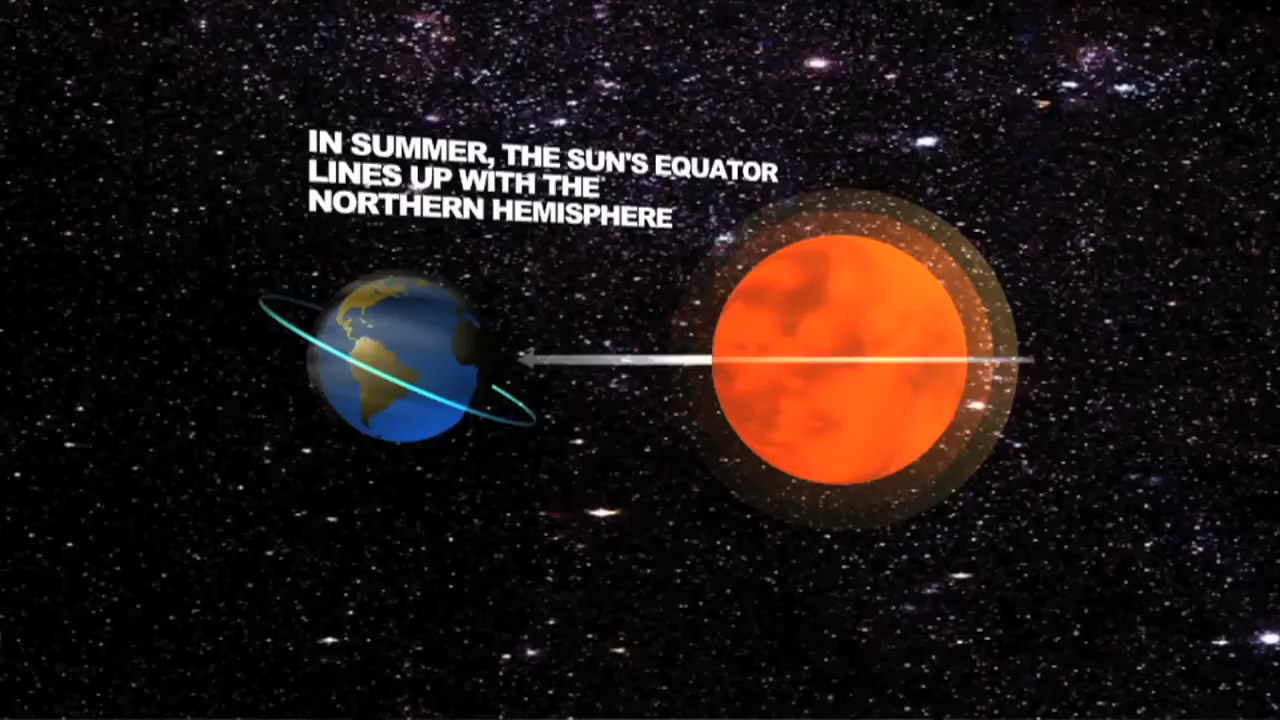 IN SUMMER, THE SUN'S EQUATOR
LINES UP WITH THE
NORTHERN HEMISPHERE